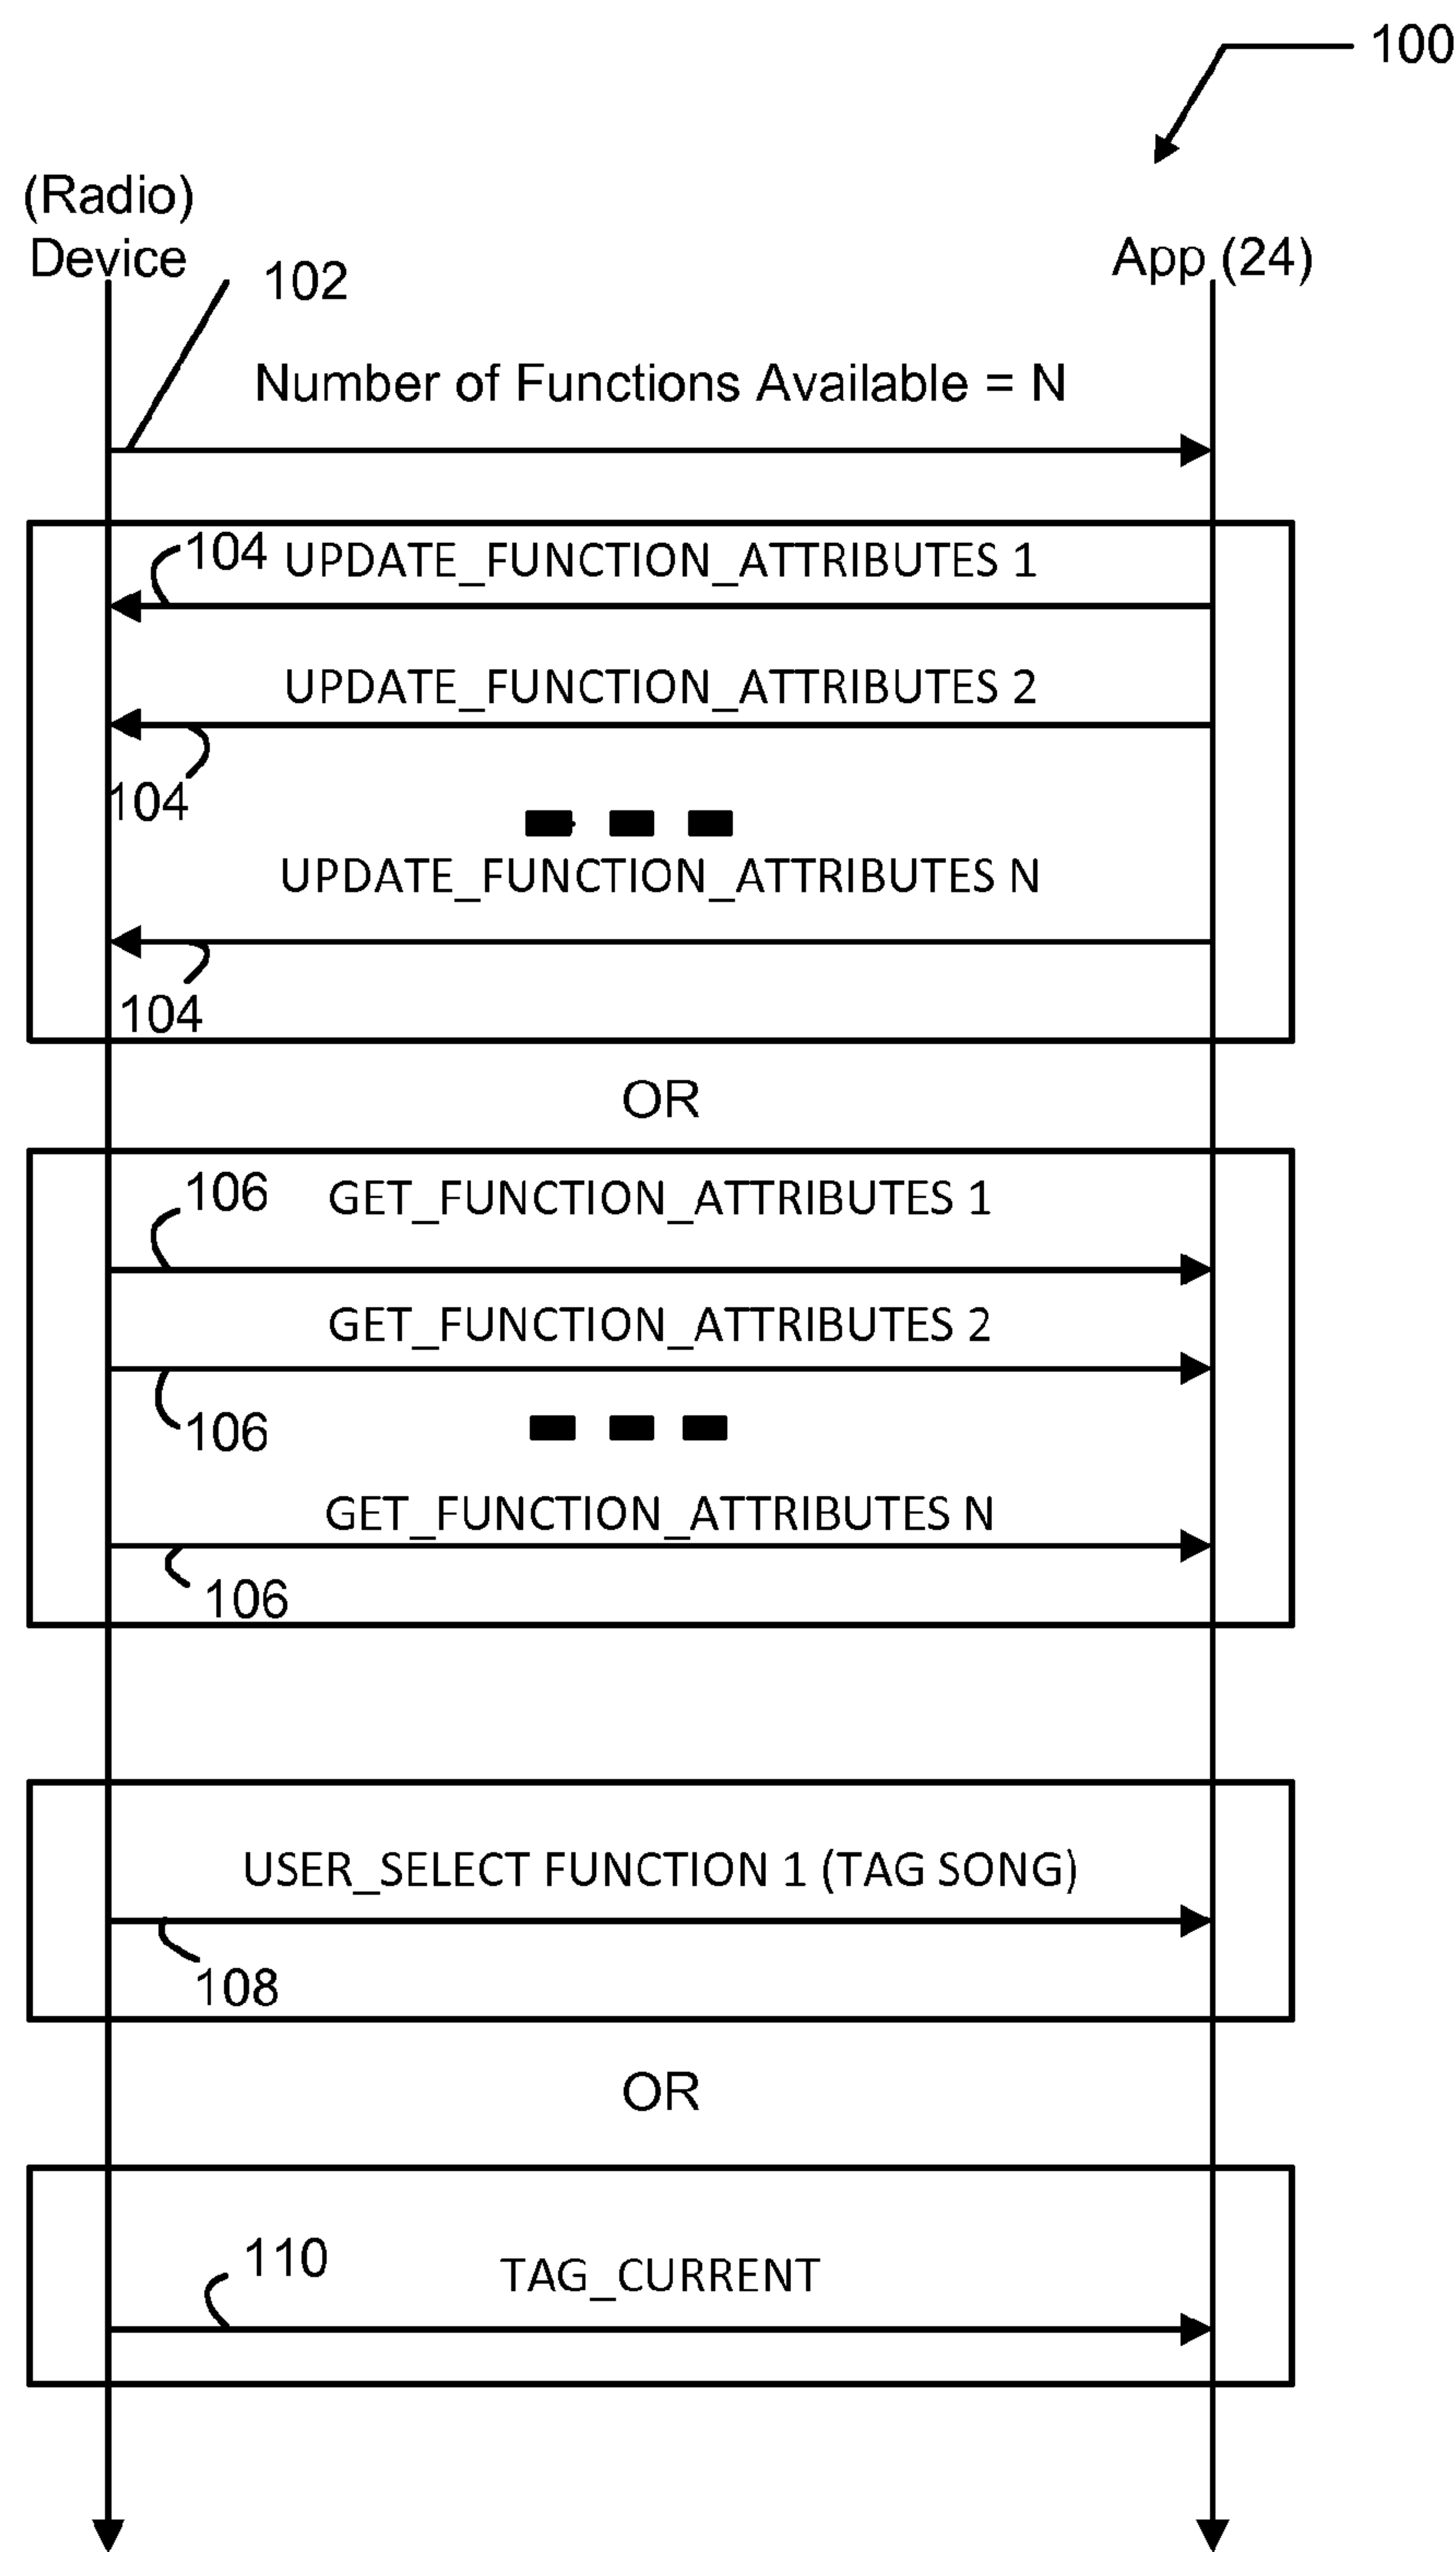 100
(Radio)
Device
App (24)
102
Number of Functions Available = N
104
UPDATE_FUNCTION_ATTRIBUTES 1
UPDATE_FUNCTION_ATTRIBUTES 2
104
UPDATE_FUNCTION_ATTRIBUTES N
104
OR
106
GET_FUNCTION_ATTRIBUTES 1
GET_FUNCTION_ATTRIBUTES 2
106
GET_FUNCTION_ATTRIBUTES N
106
USER_SELECT FUNCTION 1 (TAG SONG)
108
OR
110
TAG_CURRENT